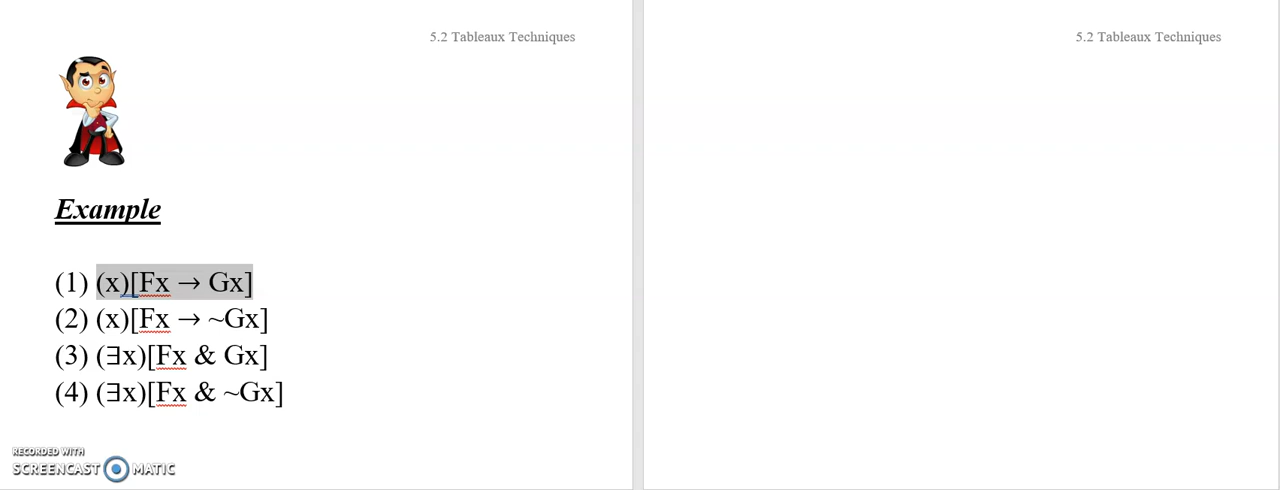 5.2 Tableaux Techniques
Example
(1) (x)[Fx → Gx]
(2) (x)[Fx → ~Gx]
(3) (∃x)[Fx & Gx]
(4) (∃x)[Fx & ~Gx]
RECORDED WITH
SCREENCAST MATIC
5.2 Tableaux Techniques